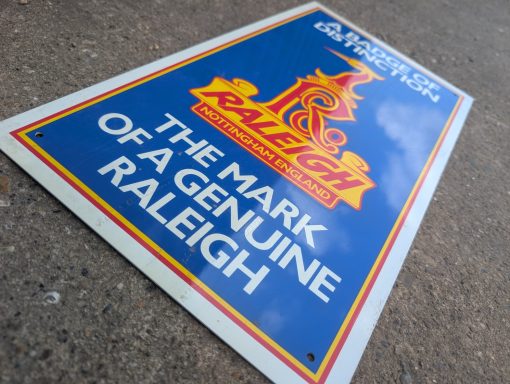 A BADGE OF
DISTINCTION
R
RALEIGH
NOTTINGHAM ENGLAND
THE MARK
OF A GENUINE
RALEIGH